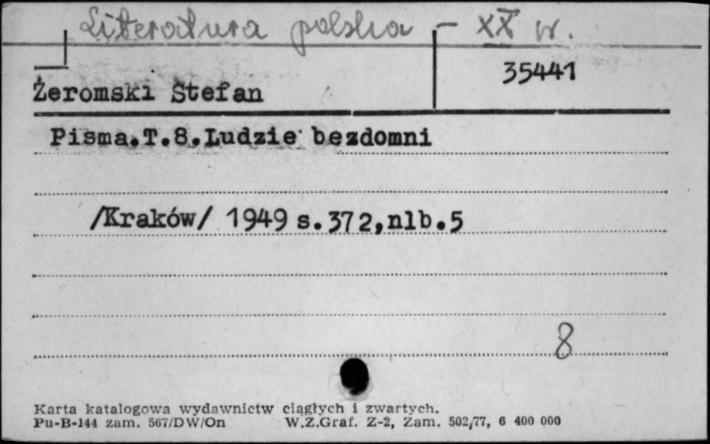 Literatura polska - XX w.
35441
Żeromski Stefan
Pisma.T.8.Ludzie bezdomni
/Kraków/ 1949 s.372,nlb.5
8
Karta katalogowa wydawnictw ciągłych i zwartych.
Pu-B-144 zam. 567/DW/On W.Z.Graf. Z-2, Zam. 502/77, 6 400 000